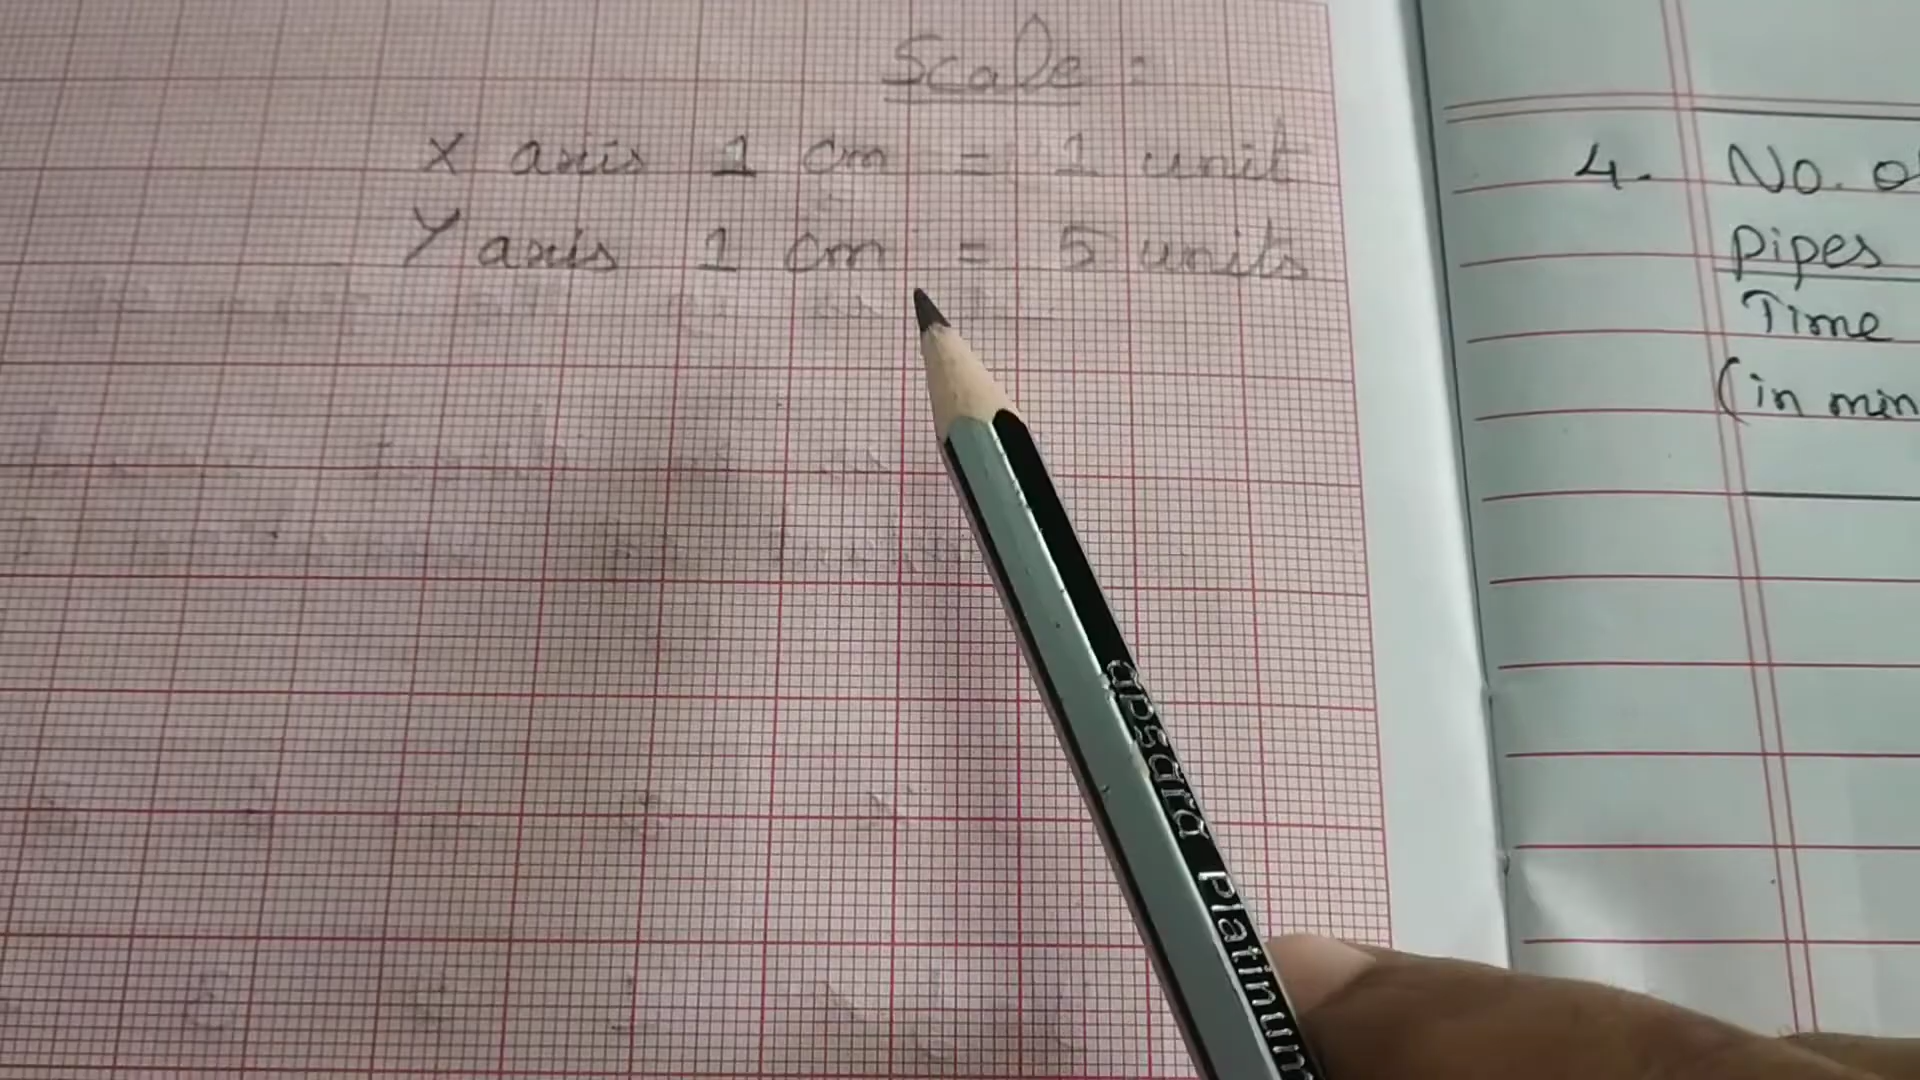 Scale :
X axis 1 cm = 1 unit
Y axis 1 cm = 5 units
4. No. of
pipes
Time
(in min
apsara Platinum